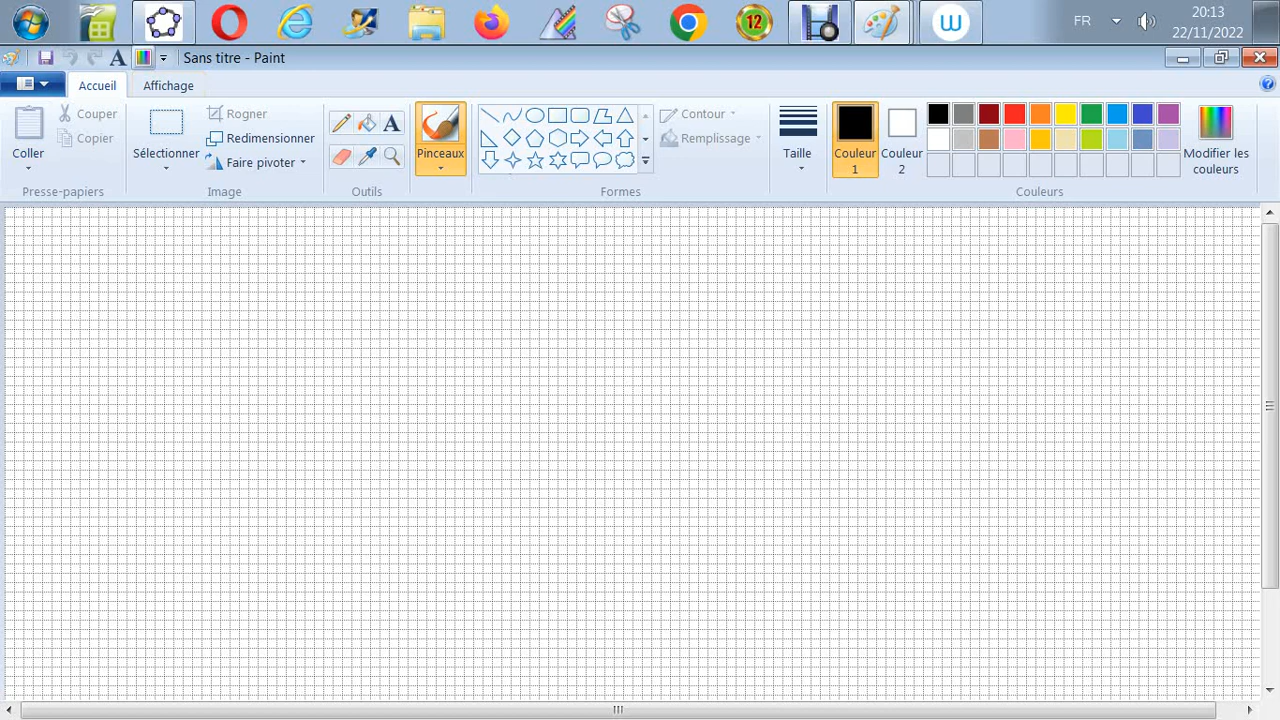 12
W
FR
20:13
22/11/2022
Sans titre - Paint
Accueil
Affichage
Coller
Couper
Copier
Presse-papiers
Sélectionner
Rogner
Redimensionner
Faire pivoter
Image
A
Outils
Pinceaux
Formes
Contour
Remplissage
Taille
Couleur
1
Couleur
2
Modifier les
couleurs
Couleurs